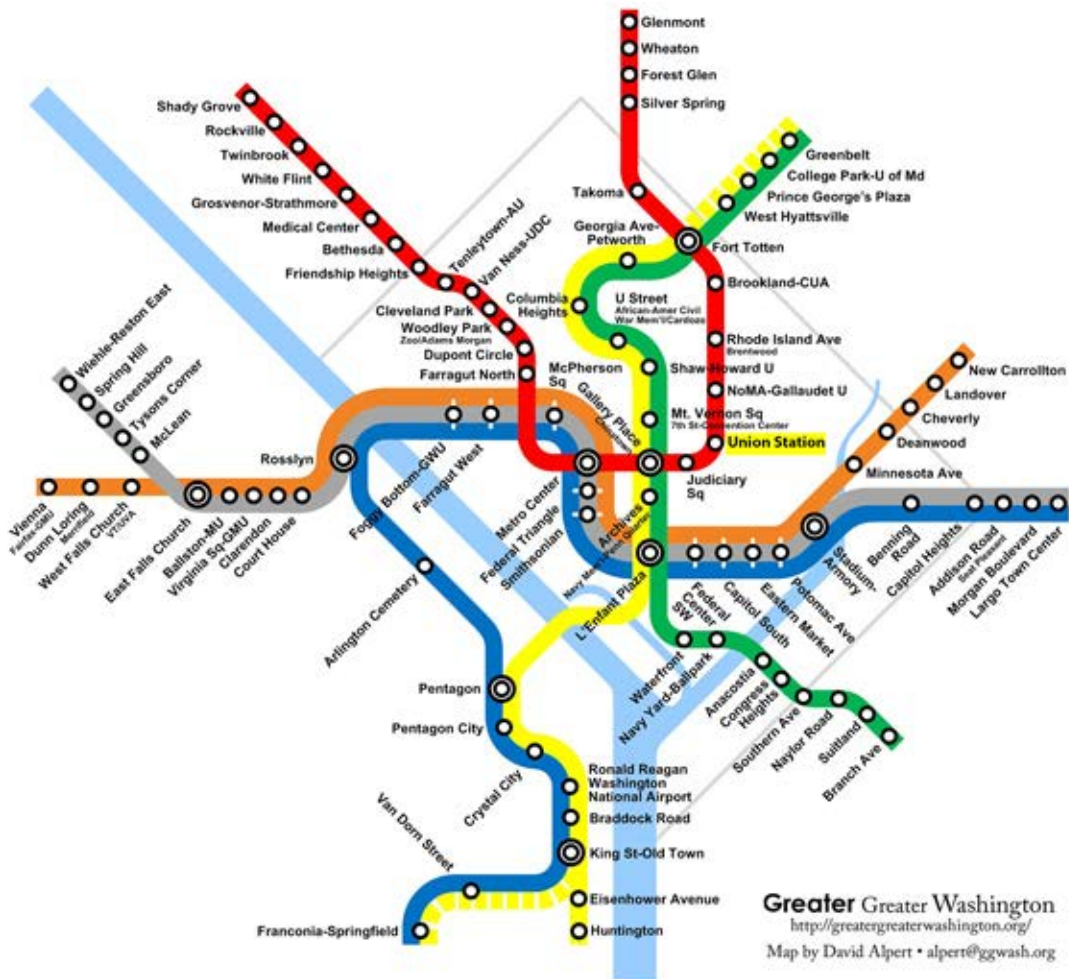 Glenmont
Wheaton
Forest Glen
Silver Spring
Takoma
Shady Grove
Rockville
Twinbrook
White Flint
Grosvenor-Strathmore
Medical Center
Bethesda
Friendship Heights
Tenleytown-AU
Van Ness-UDC
Cleveland Park
Woodley Park
Zoo/Adams Morgan
Dupont Circle
Farragut North
Greenbelt
College Park-U of Md
Prince George's Plaza
West Hyattsville
Fort Totten
Georgia Ave-
Petworth
Columbia
Heights
U Street
African-Amer Civil
War Mem'l/Cardozo
Shaw-Howard U
Mt. Vernon Sq
7th St-Convention Center
Brookland-CUA
Rhode Island Ave
Brentwood
NoMA-Gallaudet U
Union Station
Judiciary
Sq
Gallery Place
Chinatown
McPherson
Sq
New Carrollton
Landover
Cheverly
Deanwood
Minnesota Ave
Wiehle-Reston East
Spring Hill
Greensboro
Tysons Corner
McLean
Vienna
Fairfax-GMU
Dunn Loring
Merrifield
West Falls Church
VT/UVA
East Falls Church
Ballston-MU
Virginia Sq-GMU
Clarendon
Court House
Rosslyn
Foggy Bottom-GWU
Farragut West
Metro Center
Federal Triangle
Smithsonian
Archives
Navy Mem'l-Penn Quarter
L'Enfant Plaza
Federal
Center
SW
Capitol South
Eastern Market
Potomac Ave
Stadium-
Armory
Benning
Road
Capitol Heights
Addison Road
Seat Pleasant
Morgan Boulevard
Largo Town Center
Waterfront
Navy Yard-Ballpark
Anacostia
Congress
Heights
Southern Ave
Naylor Road
Suitland
Branch Ave
Arlington Cemetery
Pentagon
Pentagon City
Crystal City
Ronald Reagan
Washington
National Airport
Braddock Road
King St-Old Town
Van Dorn Street
Franconia-Springfield
Eisenhower Avenue
Huntington
Greater Greater Washington
http://greatergreaterwashington.org/
Map by David Alpert • alpert@ggwash.org